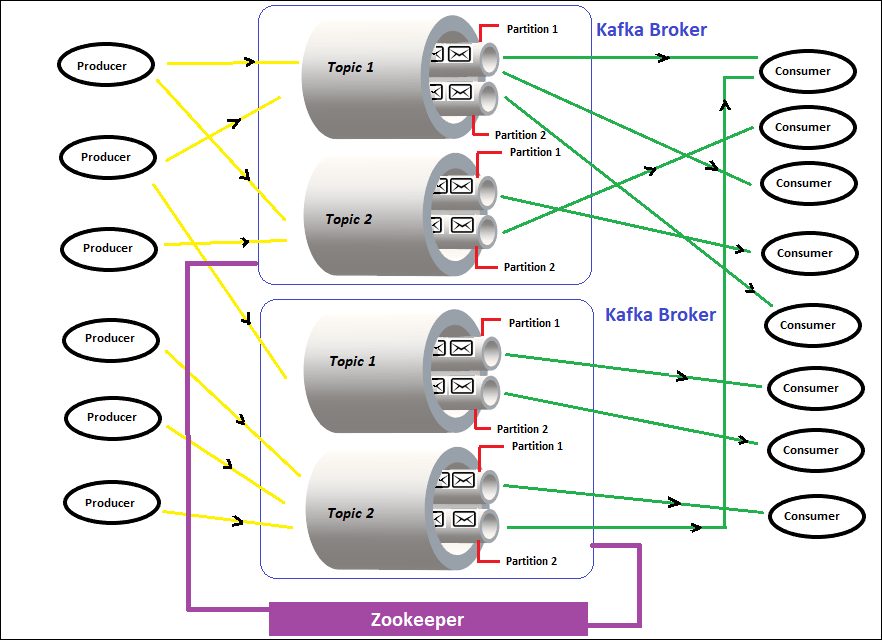 Partition 1
Kafka Broker
Producer
Topic 1
Consumer
Consumer
Partition 2
Partition 1
Producer
Consumer
Topic 2
Producer
Consumer
Partition 2
Kafka Broker
Partition 1
Consumer
Producer
Topic 1
Consumer
Producer
Partition 2
Consumer
Partition 1
Producer
Topic 2
Consumer
Partition 2
Zookeeper